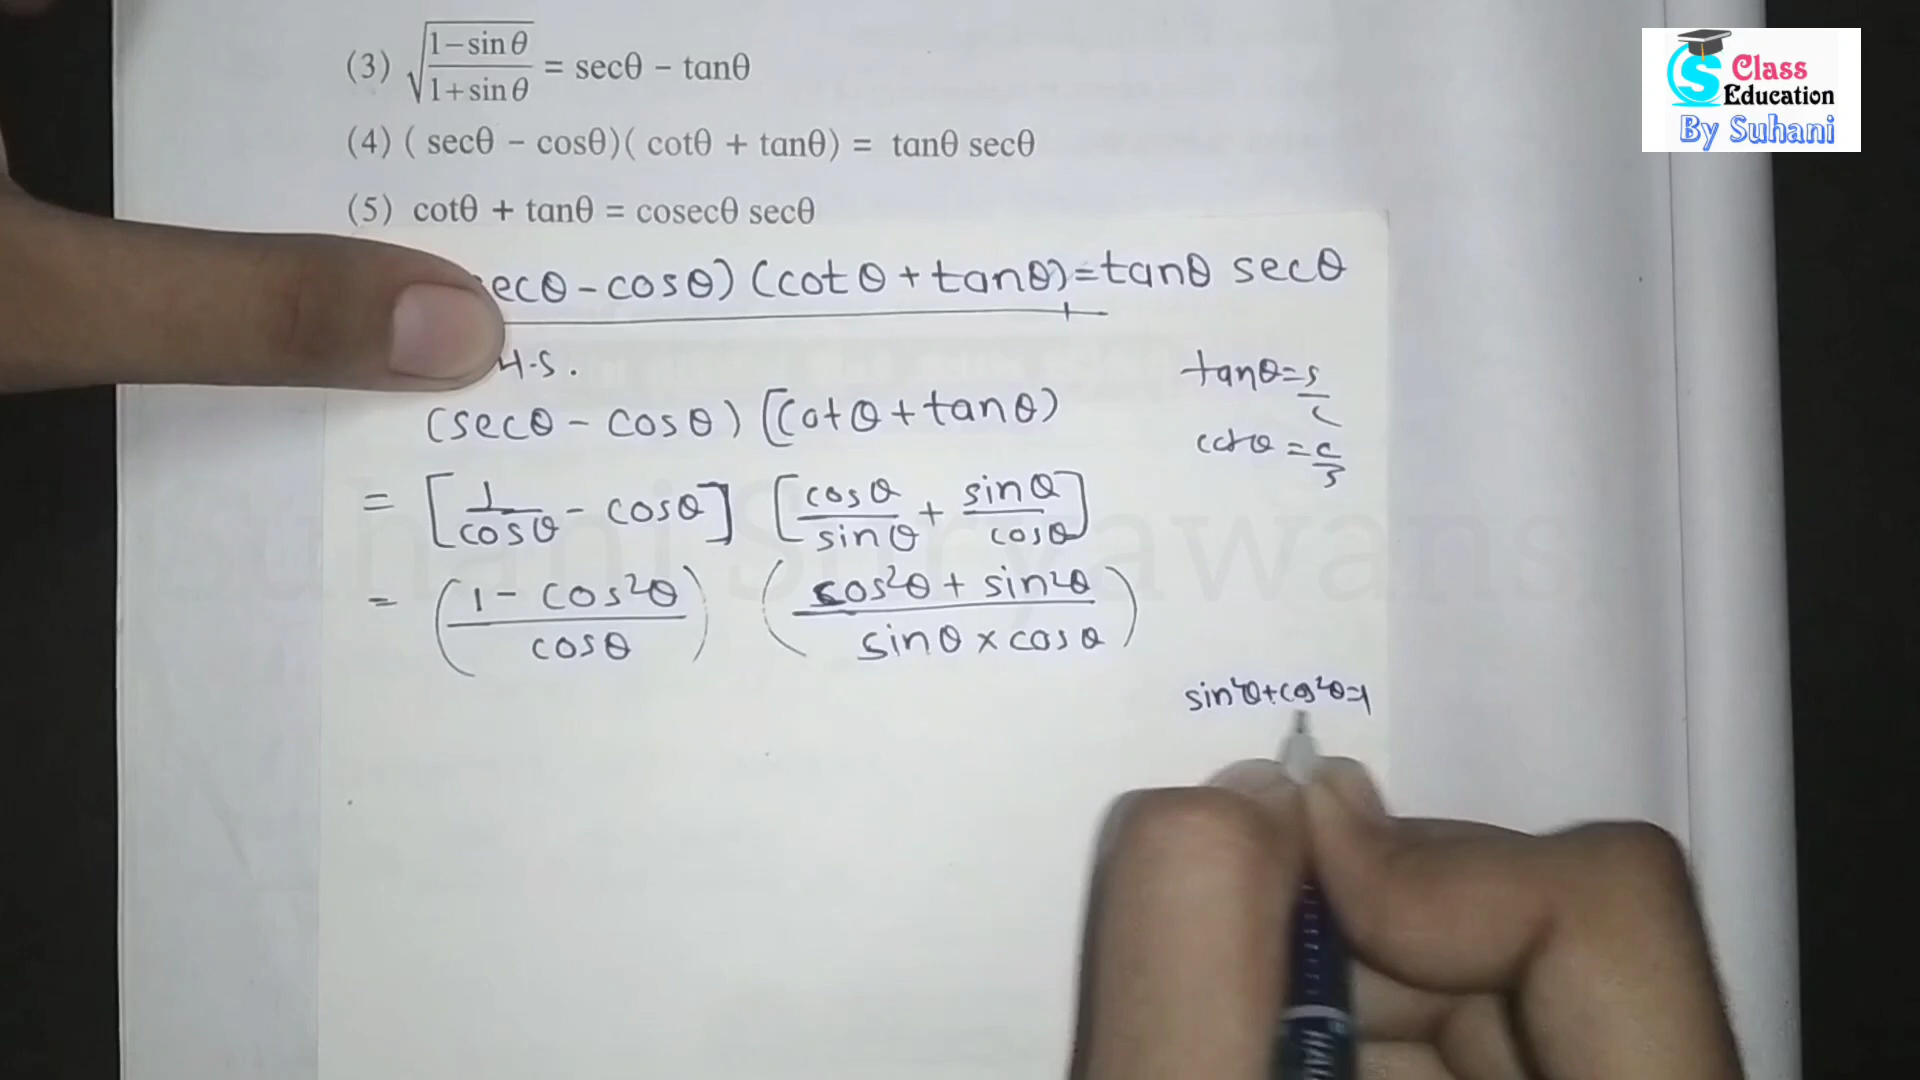 (3) √((1−sinθ)/(1+sinθ)) = secθ − tanθ
Class
Education
By Suhani
(4) ( secθ − cosθ)( cotθ + tanθ) = tanθ secθ
(5) cotθ + tanθ = cosecθ secθ
ecθ - cosθ) (cotθ + tanθ) = tanθ secθ
H.S.
(secθ - cosθ) [(cotθ + tanθ)
tanθ = s/c
cotθ = c/s
= [1/cosθ - cosθ] [cosθ/sinθ + sinθ/cosθ]
= ((1 - cos²θ)/cosθ) ((cos²θ + sin²θ)/(sinθ × cosθ))
sin²θ+cos²θ=1